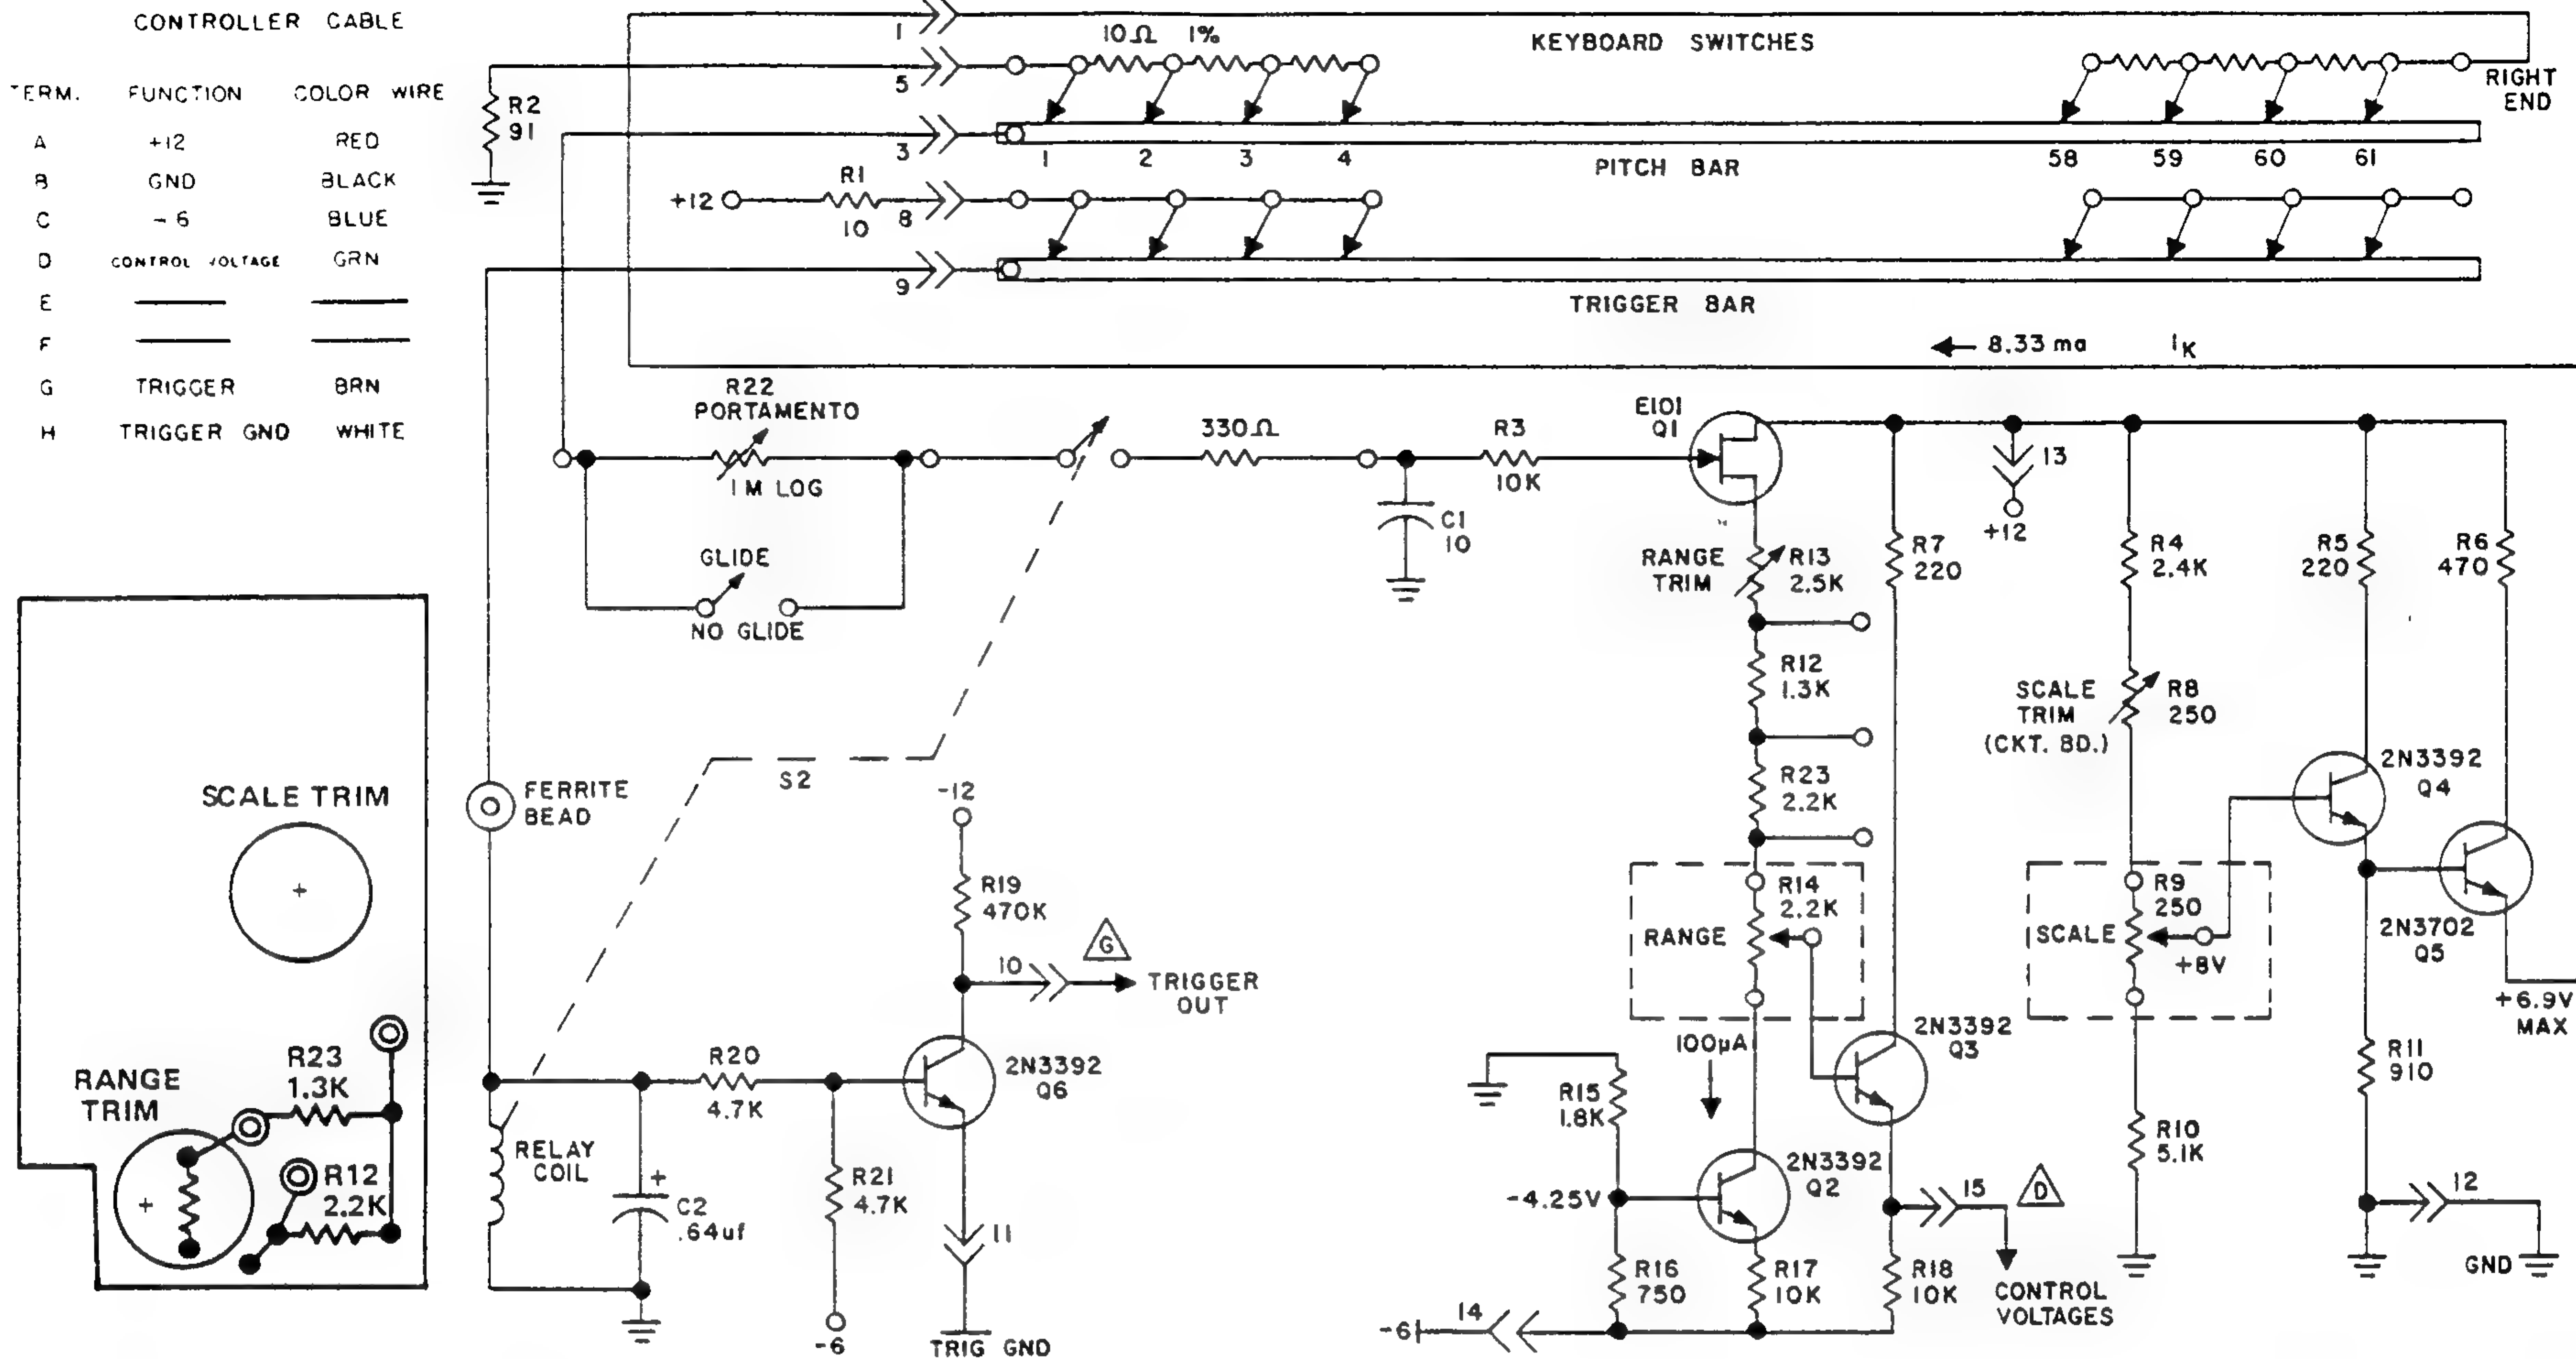 CONTROLLER CABLE
TERM. FUNCTION COLOR WIRE
A +12 RED
B GND BLACK
C -6 BLUE
D CONTROL VOLTAGE GRN
E
F
G TRIGGER BRN
H TRIGGER GND WHITE
1
10Ω 1%
KEYBOARD SWITCHES
RIGHT
END
5
R2
91
3
1 2 3 4
58 59 60 61
PITCH BAR
+12
R1
10
8
9
TRIGGER BAR
8.33 ma IK
R22
PORTAMENTO
1M LOG
GLIDE
NO GLIDE
330Ω
R3
10K
C1
10
E101
Q1
RANGE
TRIM
R13
2.5K
R7
220
13
+12
R4
2.4K
R5
220
R6
470
R12
1.3K
SCALE
TRIM
(CKT. BD.)
R8
250
R23
2.2K
2N3392
Q4
S2
FERRITE
BEAD
-12
R19
470K
RANGE
R14
2.2K
SCALE
R9
250
+8V
2N3702
Q5
+6.9V
MAX
10
G
TRIGGER
OUT
100μA
2N3392
Q3
R11
910
R20
4.7K
2N3392
Q6
R15
1.8K
R10
5.1K
RELAY
COIL
+
C2
.64uf
R21
4.7K
-6
11
TRIG GND
-4.25V
2N3392
Q2
15
D
12
GND
R16
750
R17
10K
R18
10K
CONTROL
VOLTAGES
-6
14
SCALE TRIM
+
RANGE
TRIM
R23
1.3K
+
R12
2.2K